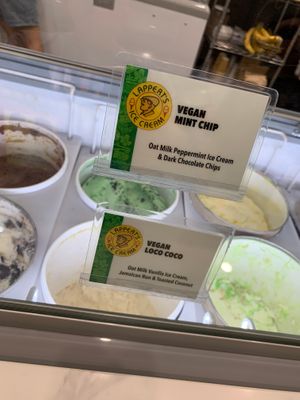 LAPPERT'S
ICE CREAM
VEGAN
MINT CHIP
Oat Milk Peppermint Ice Cream
& Dark Chocolate Chips
LAPPERT'S
ICE CREAM
VEGAN
LOCO COCO
Oat Milk Vanilla Ice Cream,
Jamaican Rum & Toasted Coconut